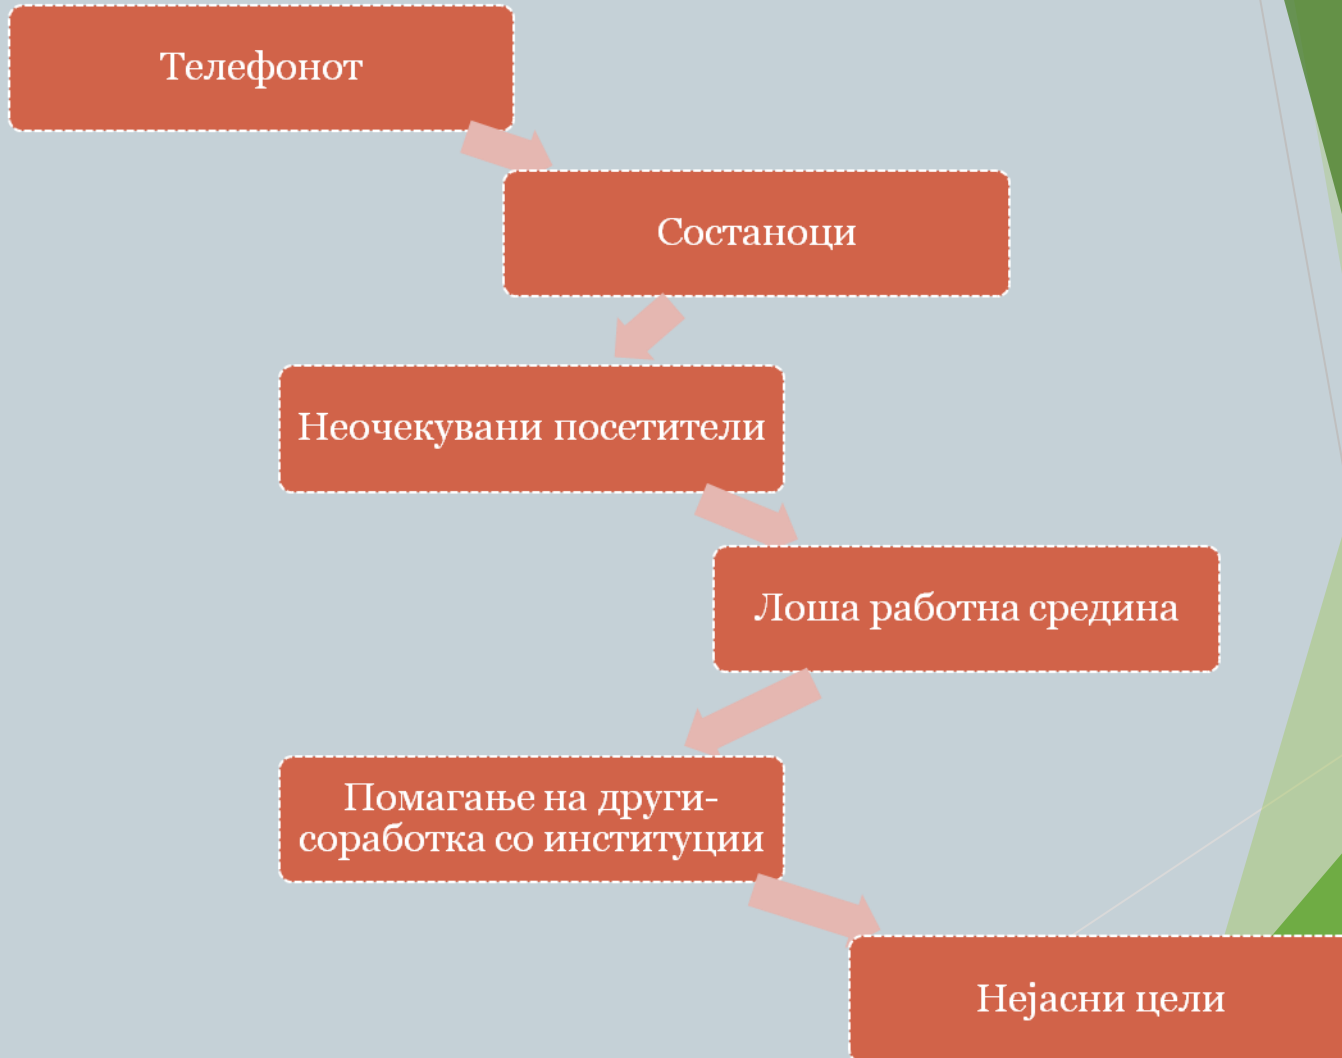 Телефонот
Состаноци
Неочекувани посетители
Лоша работна средина
Помагање на други-
соработка со институции
Нејасни цели